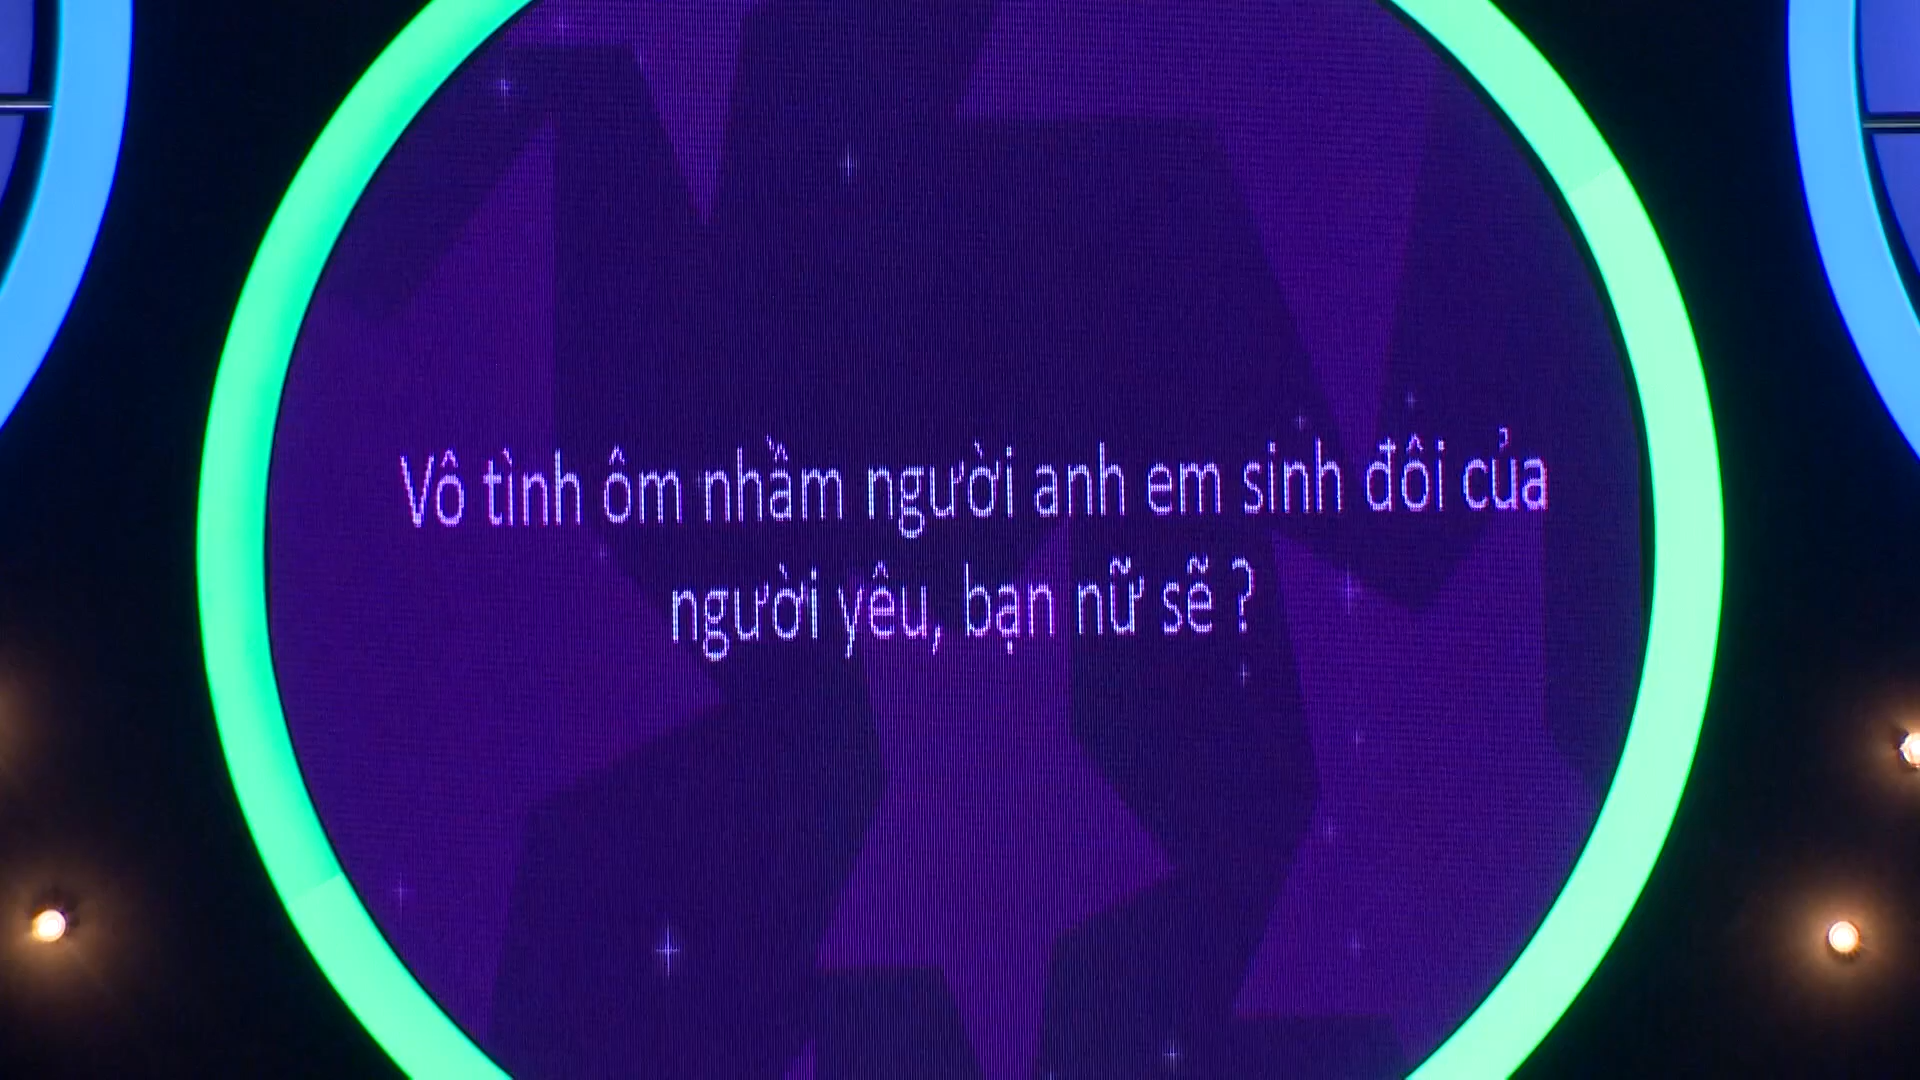 Vô tình ôm nhầm người anh em sinh đôi của
người yêu, bạn nữ sẽ ?